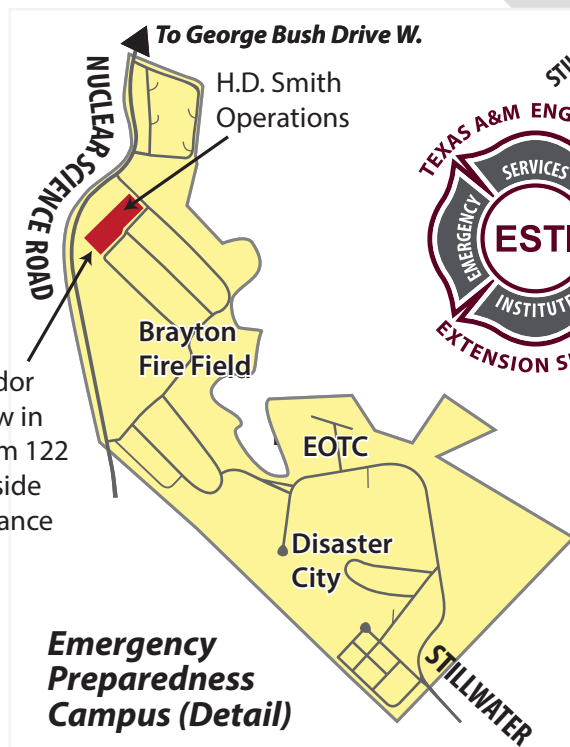 To George Bush Drive W.
NUCLEAR SCIENCE ROAD
H.D. Smith
Operations
STIL
TEXAS A&M ENG
SERVICES
EMERGENCY
ESTI
INSTITUTE
EXTENSION S
Brayton
Fire Field
dor
w in
m 122
side
ance
EOTC
Disaster
City
Emergency
Preparedness
Campus (Detail)
STILLWATER